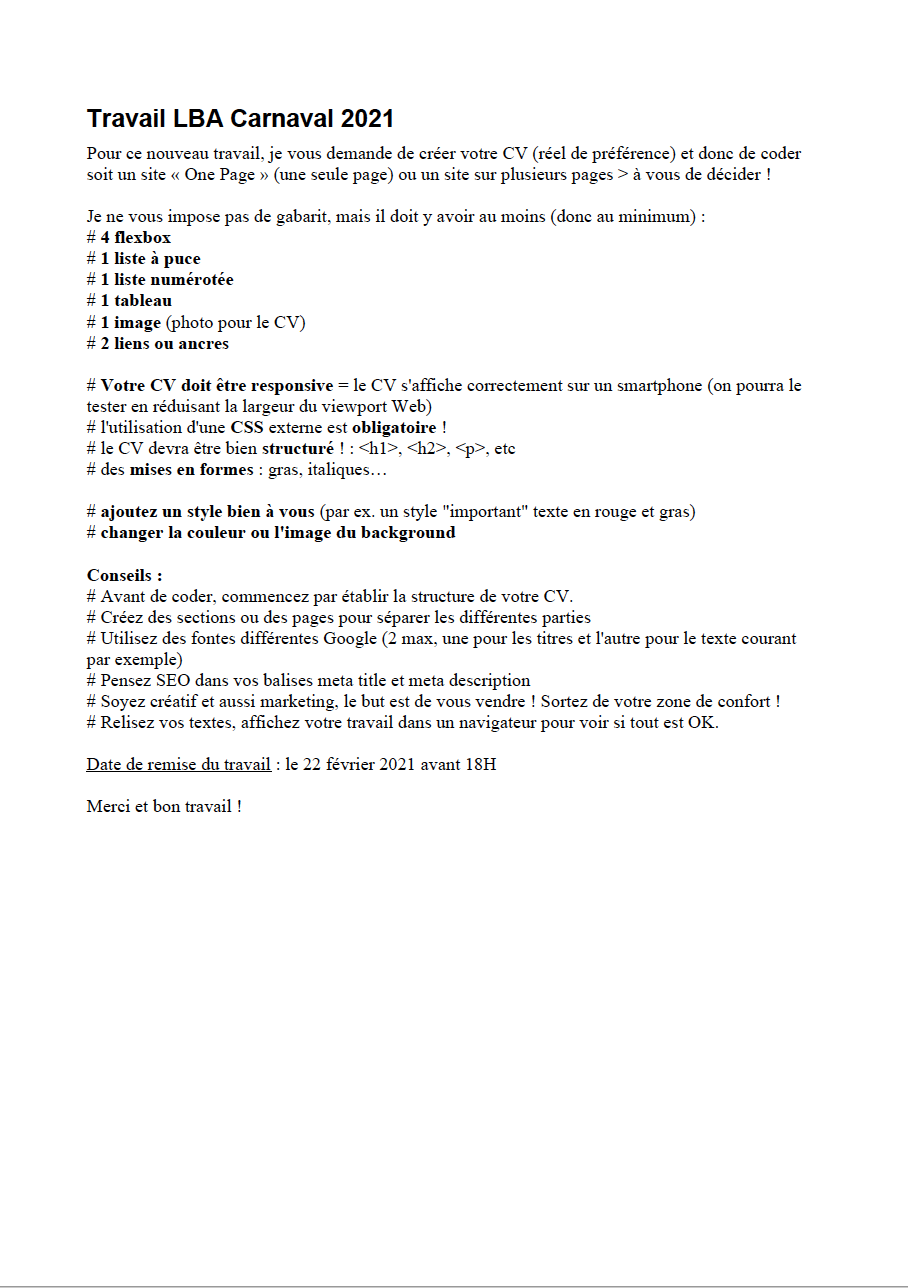 Travail LBA Carnaval 2021
Pour ce nouveau travail, je vous demande de créer votre CV (réel de préférence) et donc de coder
soit un site « One Page » (une seule page) ou un site sur plusieurs pages > à vous de décider !
Je ne vous impose pas de gabarit, mais il doit y avoir au moins (donc au minimum) :
# 4 flexbox
# 1 liste à puce
# 1 liste numérotée
# 1 tableau
# 1 image (photo pour le CV)
# 2 liens ou ancres
# Votre CV doit être responsive = le CV s'affiche correctement sur un smartphone (on pourra le
tester en réduisant la largeur du viewport Web)
# l'utilisation d'une CSS externe est obligatoire !
# le CV devra être bien structuré ! : <h1>, <h2>, <p>, etc
# des mises en formes : gras, italiques…
# ajoutez un style bien à vous (par ex. un style "important" texte en rouge et gras)
# changer la couleur ou l'image du background
Conseils :
# Avant de coder, commencez par établir la structure de votre CV.
# Créez des sections ou des pages pour séparer les différentes parties
# Utilisez des fontes différentes Google (2 max, une pour les titres et l'autre pour le texte courant
par exemple)
# Pensez SEO dans vos balises meta title et meta description
# Soyez créatif et aussi marketing, le but est de vous vendre ! Sortez de votre zone de confort !
# Relisez vos textes, affichez votre travail dans un navigateur pour voir si tout est OK.
Date de remise du travail : le 22 février 2021 avant 18H
Merci et bon travail !